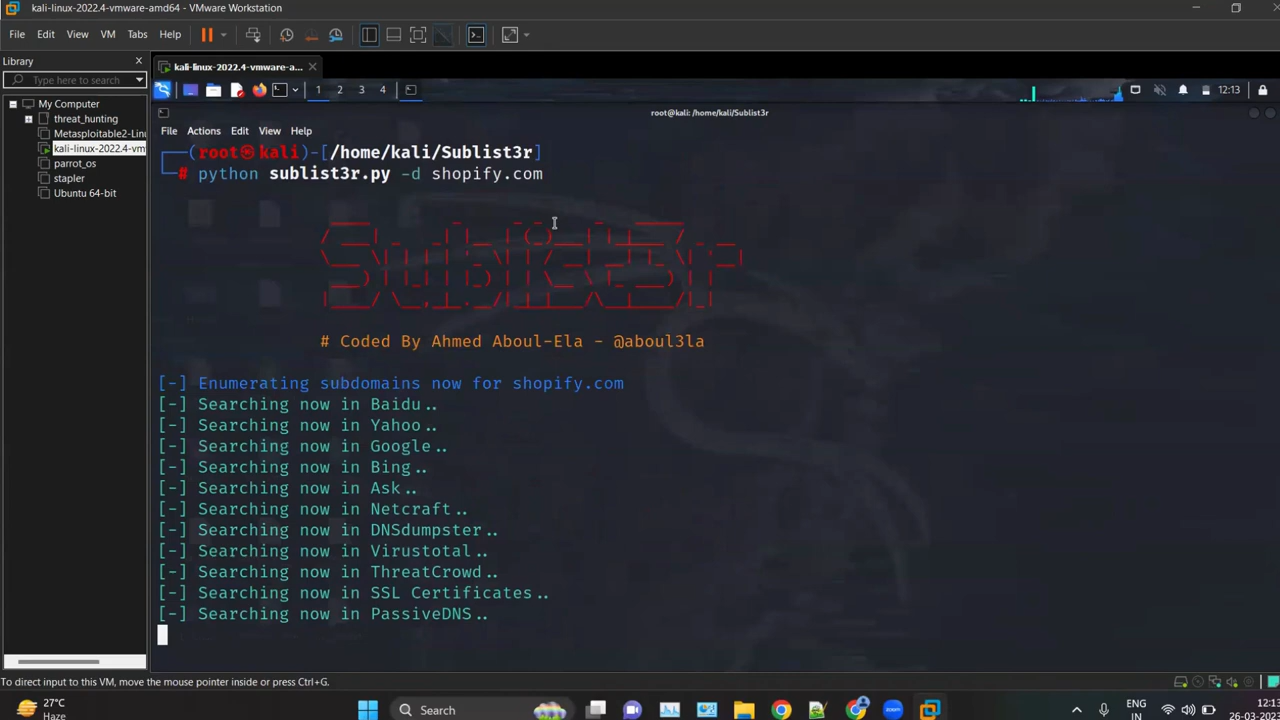 kali-linux-2022.4-vmware-amd64 - VMware Workstation
File Edit View VM Tabs Help
Library
Type here to search
My Computer
threat_hunting
Metasploitable2-Linu
kali-linux-2022.4-vm
parrot_os
stapler
Ubuntu 64-bit
kali-linux-2022.4-vmware-a...
1 2 3 4
12:13
root@kali: /home/kali/Sublist3r
File Actions Edit View Help
(root㉿kali)-[/home/kali/Sublist3r]
# python sublist3r.py -d shopify.com
Sublist3r
# Coded By Ahmed Aboul-Ela - @aboul3la
[-] Enumerating subdomains now for shopify.com
[-] Searching now in Baidu..
[-] Searching now in Yahoo..
[-] Searching now in Google..
[-] Searching now in Bing..
[-] Searching now in Ask..
[-] Searching now in Netcraft..
[-] Searching now in DNSdumpster..
[-] Searching now in Virustotal..
[-] Searching now in ThreatCrowd..
[-] Searching now in SSL Certificates..
[-] Searching now in PassiveDNS..
To direct input to this VM, move the mouse pointer inside or press Ctrl+G.
27°C
Haze
Search
ENG
IN
12:13
26-03-2023